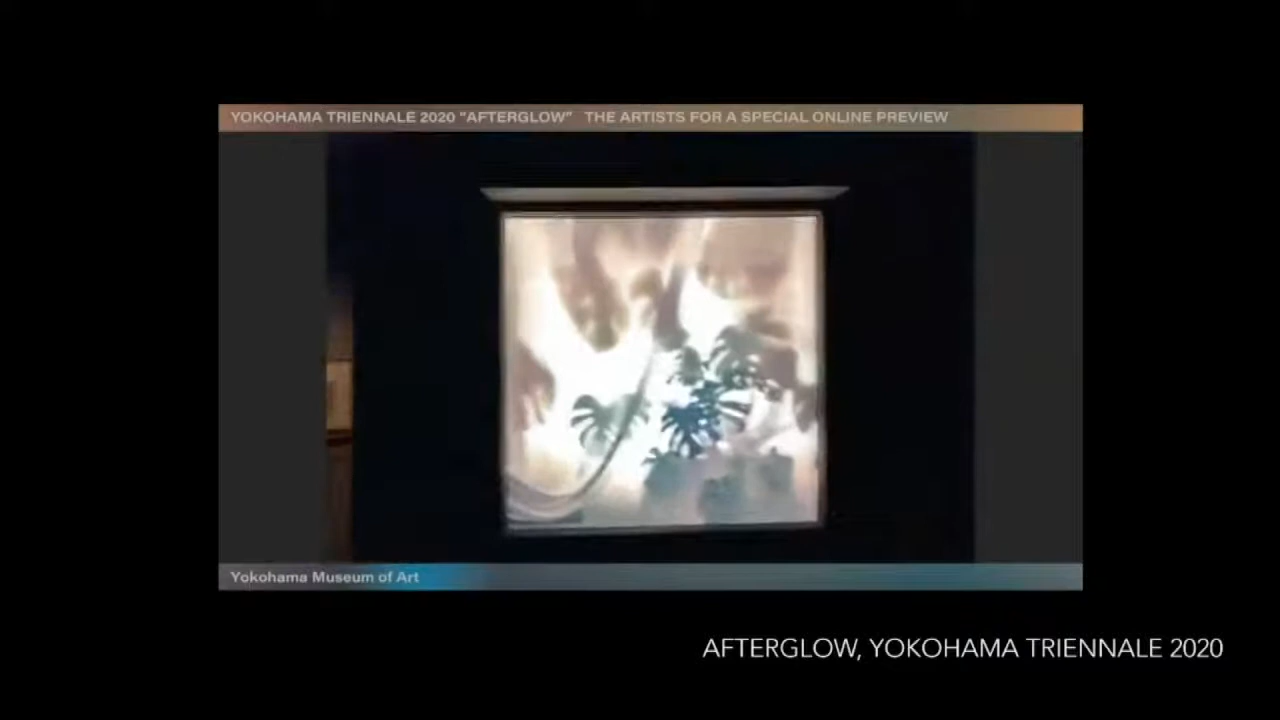 YOKOHAMA TRIENNALE 2020 "AFTERGLOW" THE ARTISTS FOR A SPECIAL ONLINE PREVIEW
Yokohama Museum of Art
AFTERGLOW, YOKOHAMA TRIENNALE 2020